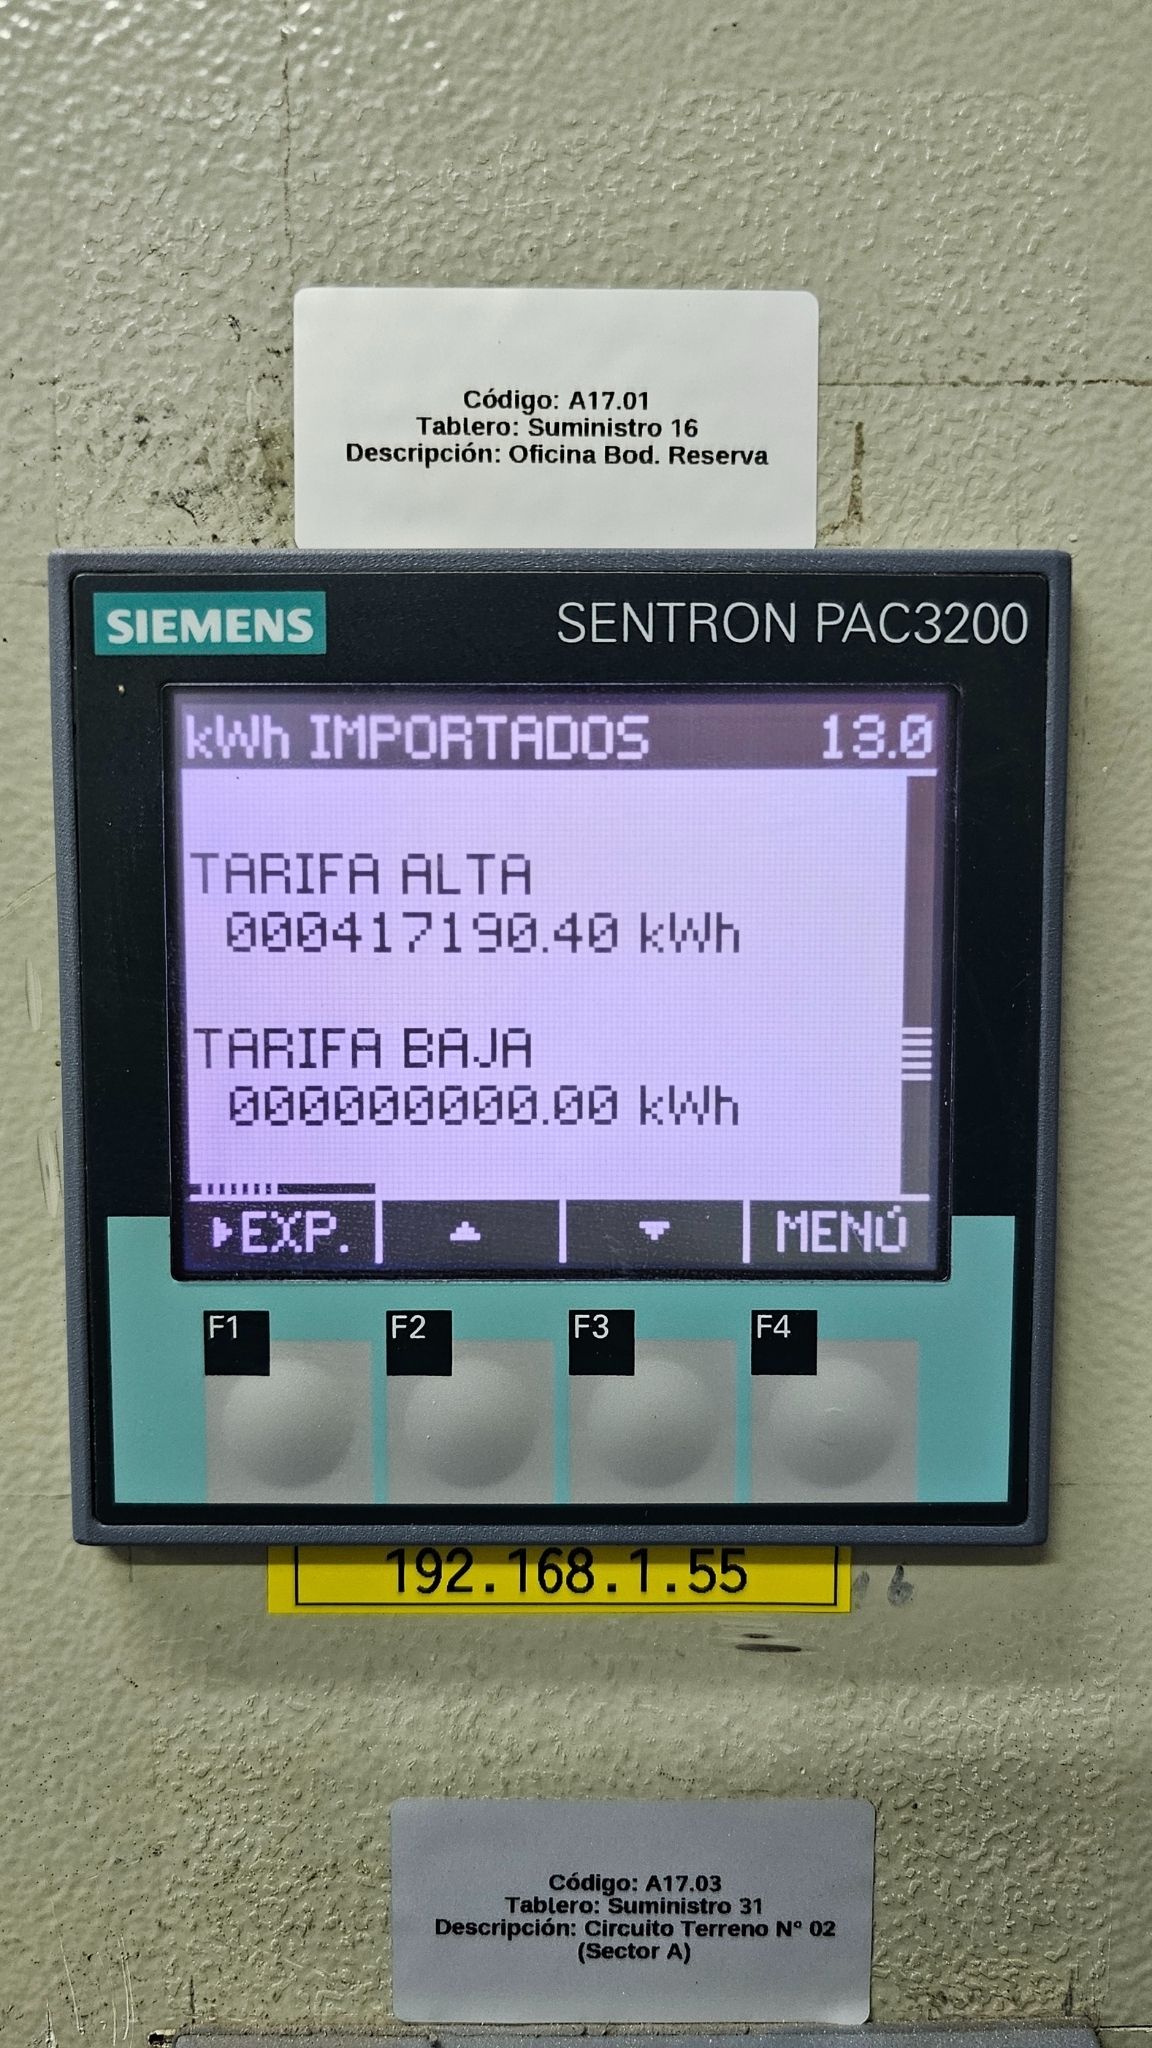 Código: A17.01
Tablero: Suministro 16
Descripción: Oficina Bod. Reserva
SIEMENS
SENTRON PAC3200
kWh IMPORTADOS 13.0
TARIFA ALTA
000417190.40 kWh
TARIFA BAJA
000000000.00 kWh
▸EXP. ▲ ▼ MENÚ
F1 F2 F3 F4
192.168.1.55
Código: A17.03
Tablero: Suministro 31
Descripción: Circuito Terreno N° 02
(Sector A)